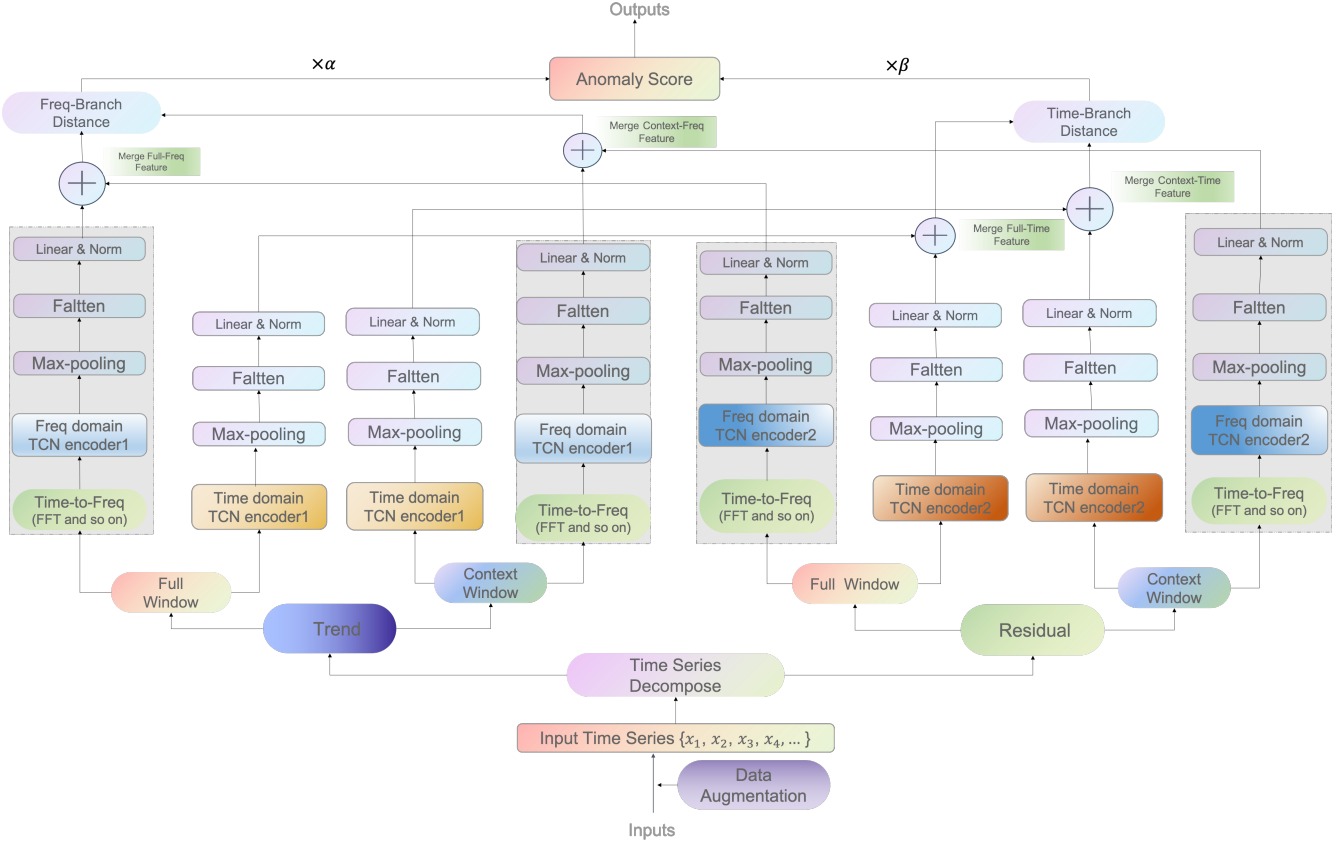 Outputs
×α
×β
Anomaly Score
Freq-Branch
Distance
Time-Branch
Distance
Merge Context-Freq
Feature
Merge Full-Freq
Feature
Merge Context-Time
Feature
Merge Full-Time
Feature
Linear & Norm
Faltten
Max-pooling
Freq domain
TCN encoder1
Time-to-Freq
(FFT and so on)
Linear & Norm
Faltten
Max-pooling
Time domain
TCN encoder1
Linear & Norm
Faltten
Max-pooling
Time domain
TCN encoder1
Linear & Norm
Faltten
Max-pooling
Freq domain
TCN encoder1
Time-to-Freq
(FFT and so on)
Linear & Norm
Faltten
Max-pooling
Freq domain
TCN encoder2
Time-to-Freq
(FFT and so on)
Linear & Norm
Faltten
Max-pooling
Time domain
TCN encoder2
Linear & Norm
Faltten
Max-pooling
Time domain
TCN encoder2
Linear & Norm
Faltten
Max-pooling
Freq domain
TCN encoder2
Time-to-Freq
(FFT and so on)
Full
Window
Context
Window
Full Window
Context
Window
Trend
Residual
Time Series
Decompose
Input Time Series {x₁, x₂, x₃, x₄, … }
Data
Augmentation
Inputs